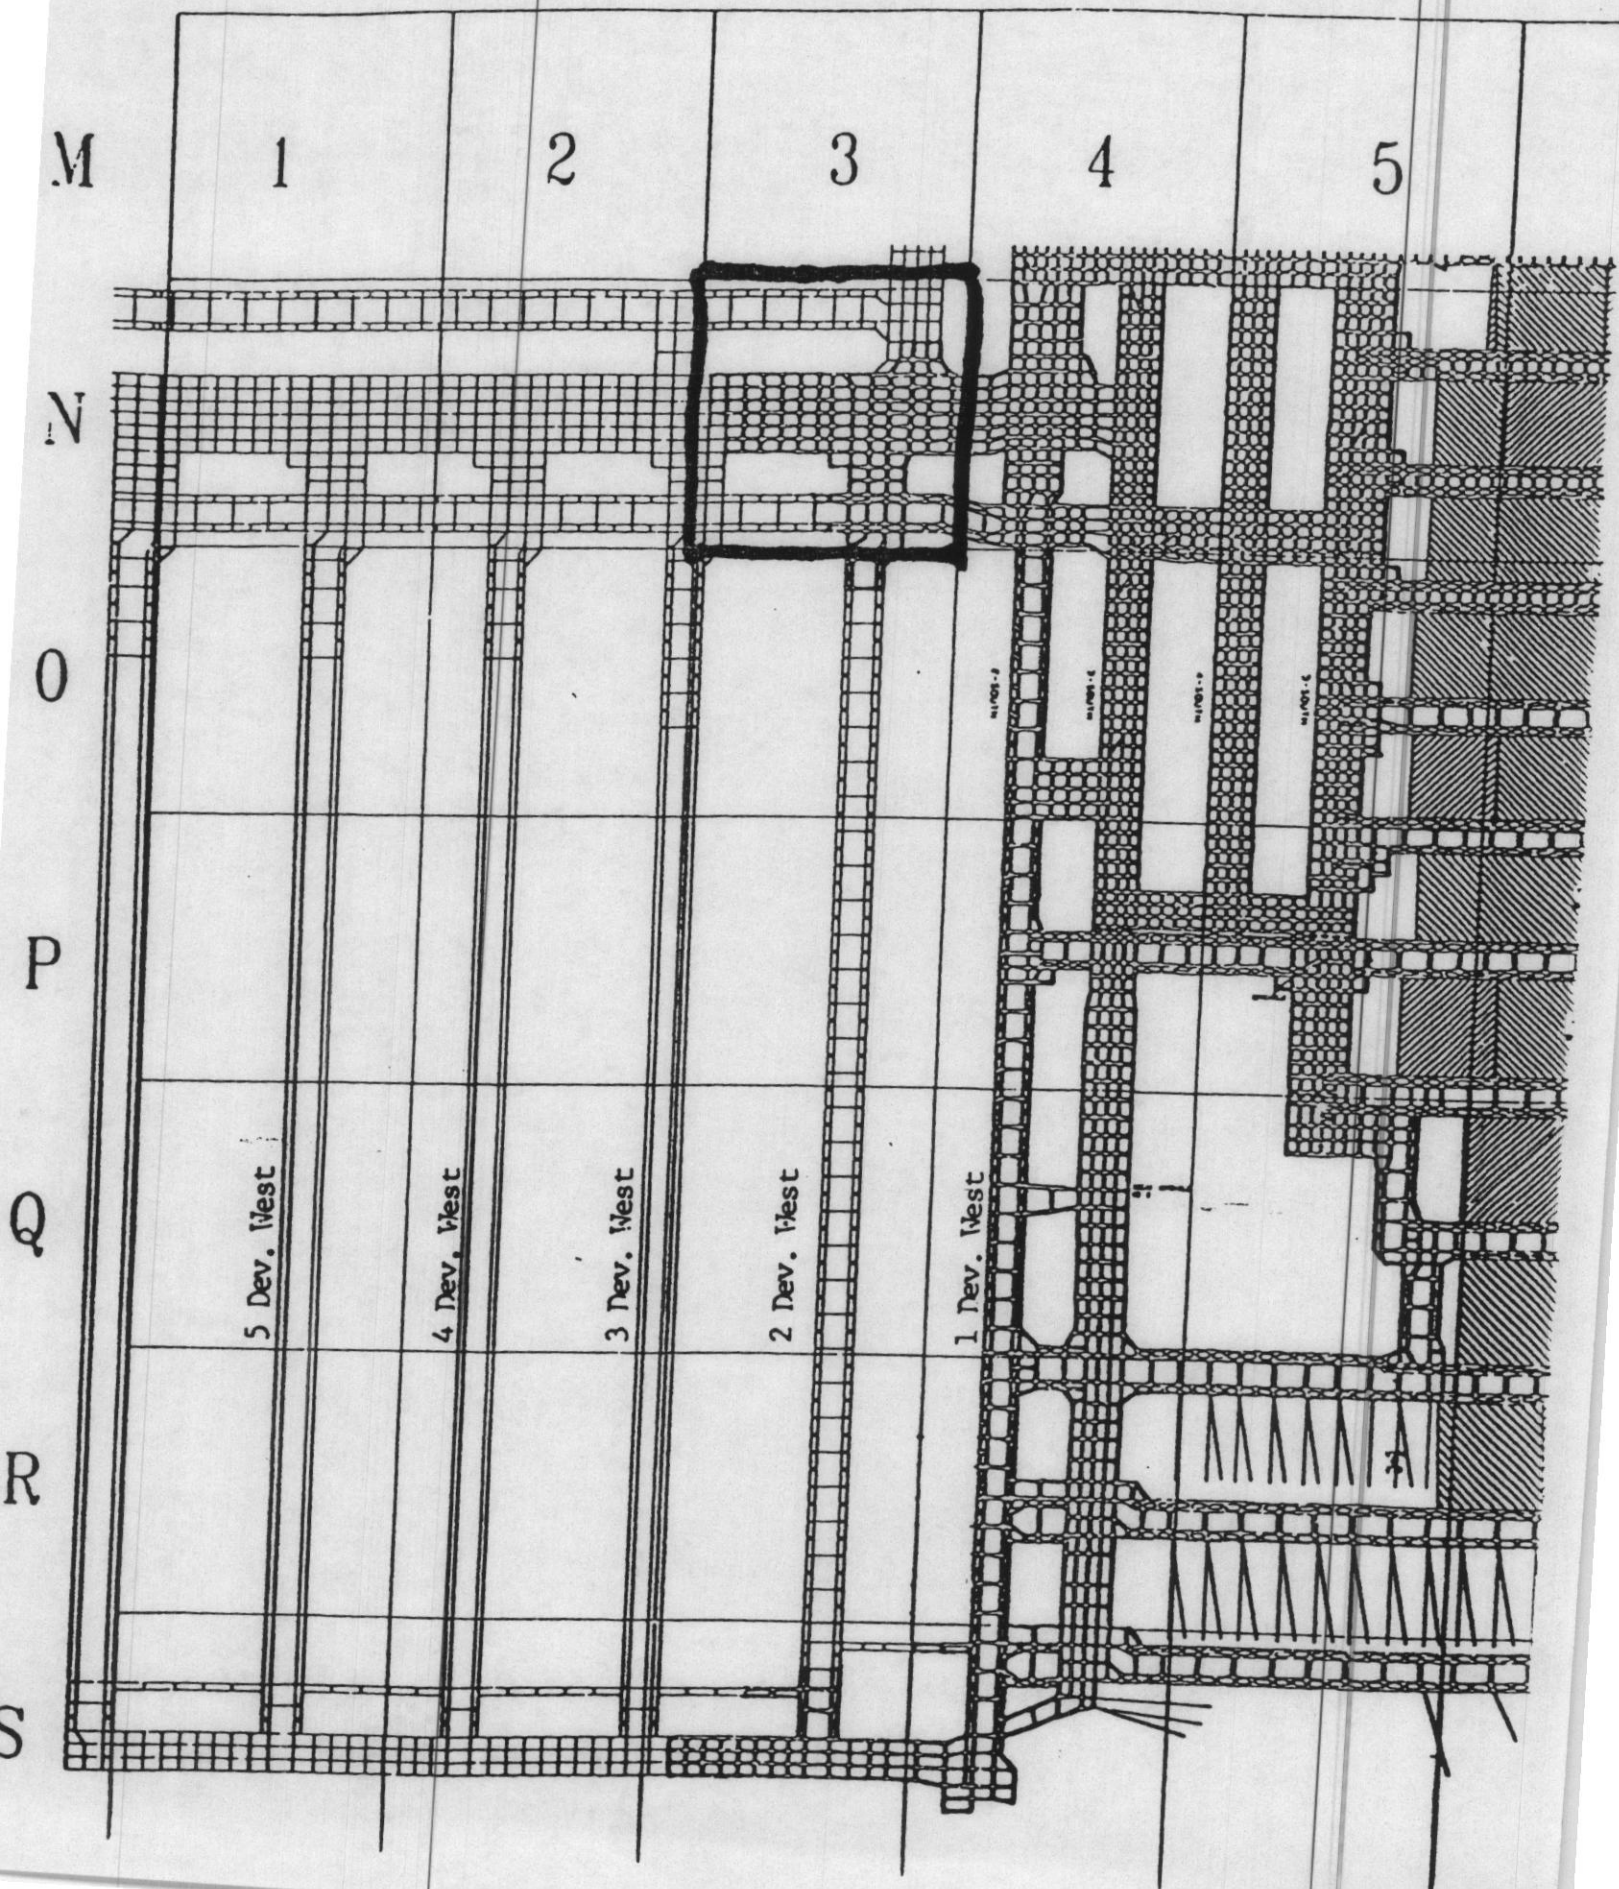 M 1 2 3 4 5
N
O
P
Q
R
S
5 Dev. West
4 Dev. West
3 Dev. West
2 Dev. West
1 Dev. West